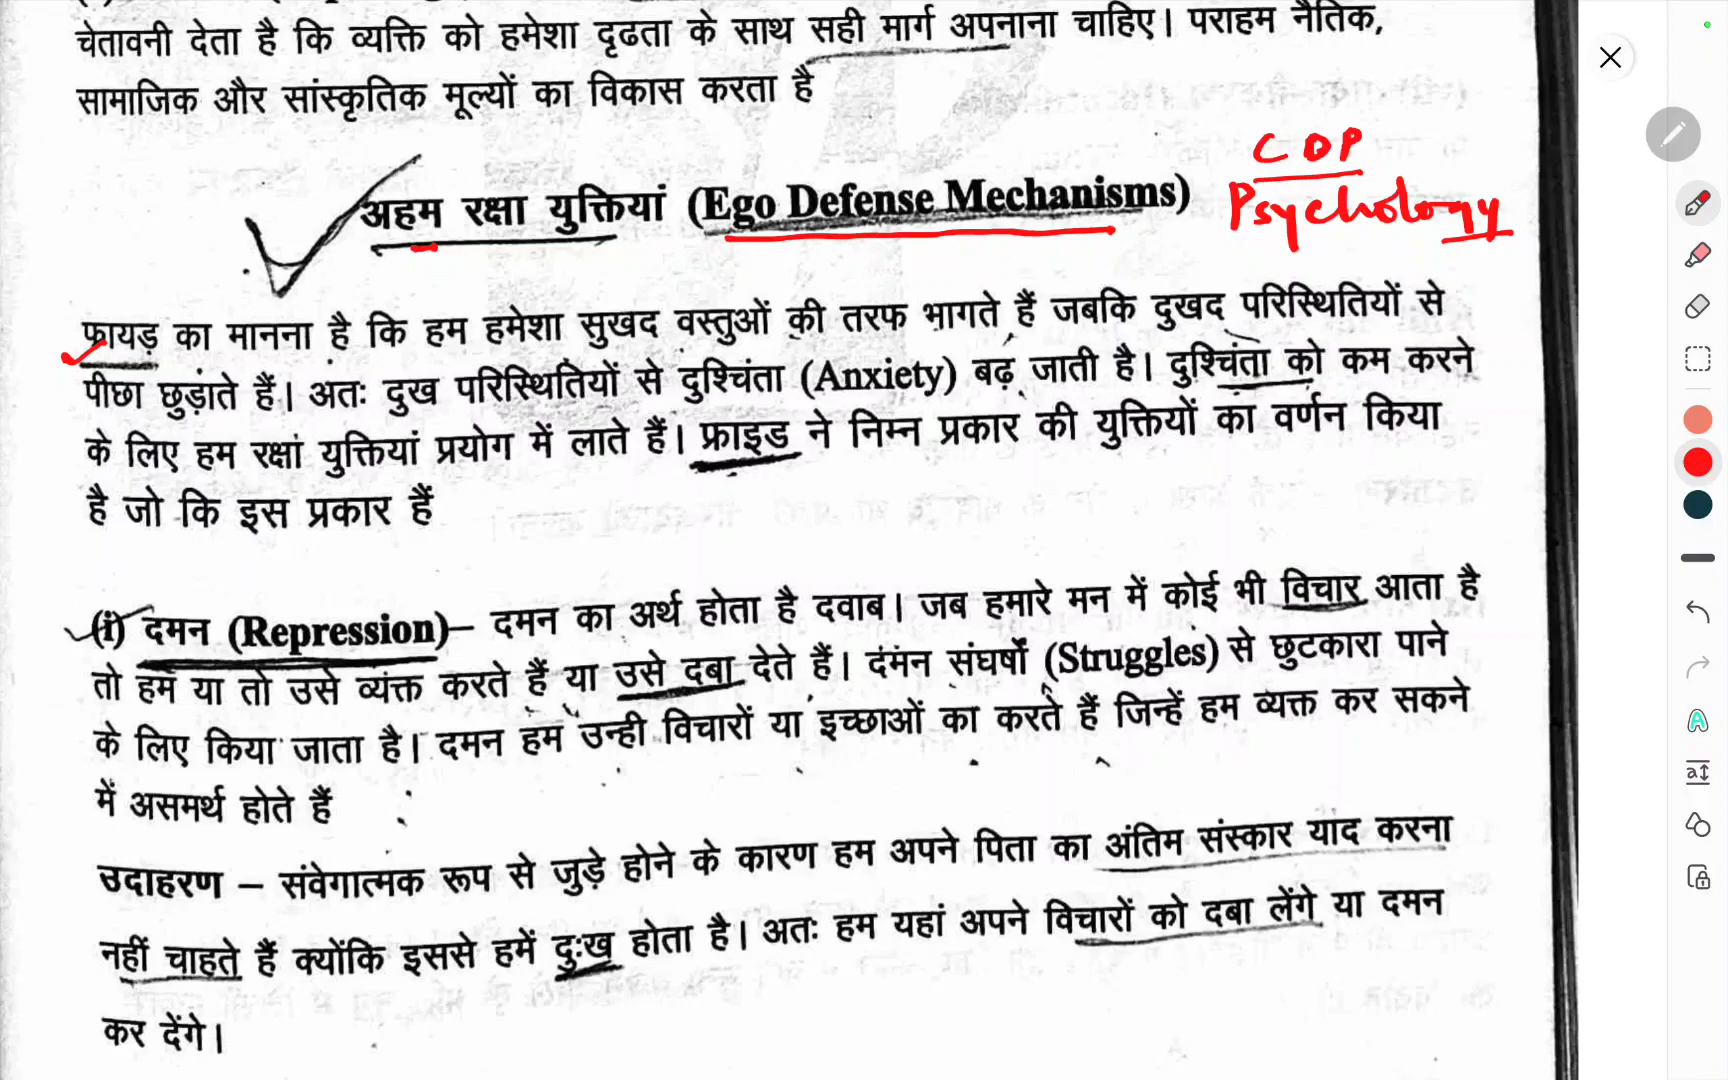 चेतावनी देता है कि व्यक्ति को हमेशा दृढता के साथ सही मार्ग अपनाना चाहिए। पराहम नैतिक,
सामाजिक और सांस्कृतिक मूल्यों का विकास करता है
CDP
अहम रक्षा युक्तियां (Ego Defense Mechanisms) Psychology
फ्रायड़ का मानना है कि हम हमेशा सुखद वस्तुओं की तरफ भागते हैं जबकि दुखद परिस्थितियों से
पीछा छुड़ाते हैं। अतः दुख परिस्थितियों से दुश्चिंता (Anxiety) बढ़ जाती है। दुश्चिंता को कम करने
के लिए हम रक्षा युक्तियां प्रयोग में लाते हैं। फ्राइड ने निम्न प्रकार की युक्तियों का वर्णन किया
है जो कि इस प्रकार हैं
(i) दमन (Repression)– दमन का अर्थ होता है दवाब। जब हमारे मन में कोई भी विचार आता है
तो हम या तो उसे व्यक्त करते हैं या उसे दबा देते हैं। दमन संघर्षो (Struggles) से छुटकारा पाने
के लिए किया जाता है। दमन हम उन्ही विचारों या इच्छाओं का करते हैं जिन्हें हम व्यक्त कर सकने
में असमर्थ होते हैं
उदाहरण – संवेगात्मक रूप से जुड़े होने के कारण हम अपने पिता का अंतिम संस्कार याद करना
नहीं चाहते हैं क्योंकि इससे हमें दुःख होता है। अतः हम यहां अपने विचारों को दबा लेंगे या दमन
कर देंगे।